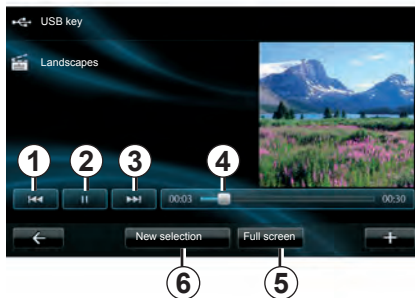 USB key
Landscapes
1 2 3 4
00:03 00:30
New selection Full screen
6 5